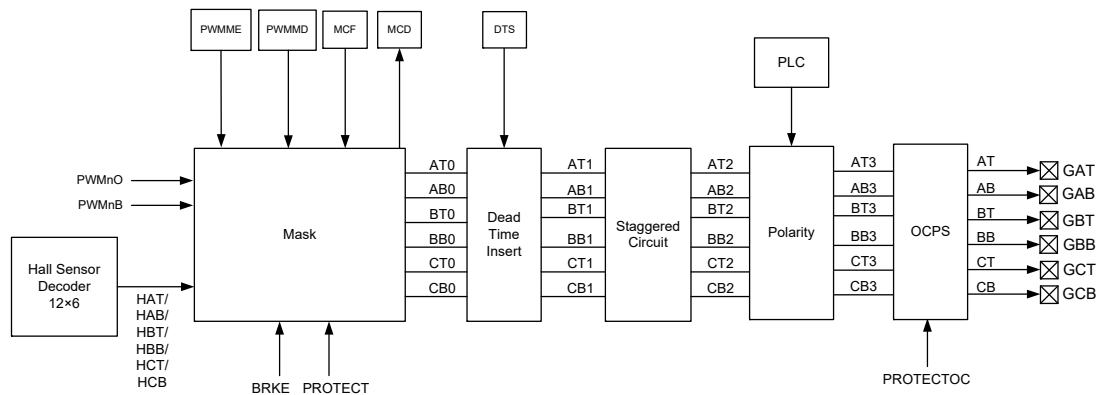 PWMME
PWMMD
MCF
MCD
DTS
PLC
PWMnO
PWMnB
Hall Sensor
Decoder
12×6
HAT/
HAB/
HBT/
HBB/
HCT/
HCB
Mask
BRKE
PROTECT
AT0
AB0
BT0
BB0
CT0
CB0
Dead
Time
Insert
AT1
AB1
BT1
BB1
CT1
CB1
Staggered
Circuit
AT2
AB2
BT2
BB2
CT2
CB2
Polarity
AT3
AB3
BT3
BB3
CT3
CB3
OCPS
PROTECTOC
AT
AB
BT
BB
CT
CB
GAT
GAB
GBT
GBB
GCT
GCB